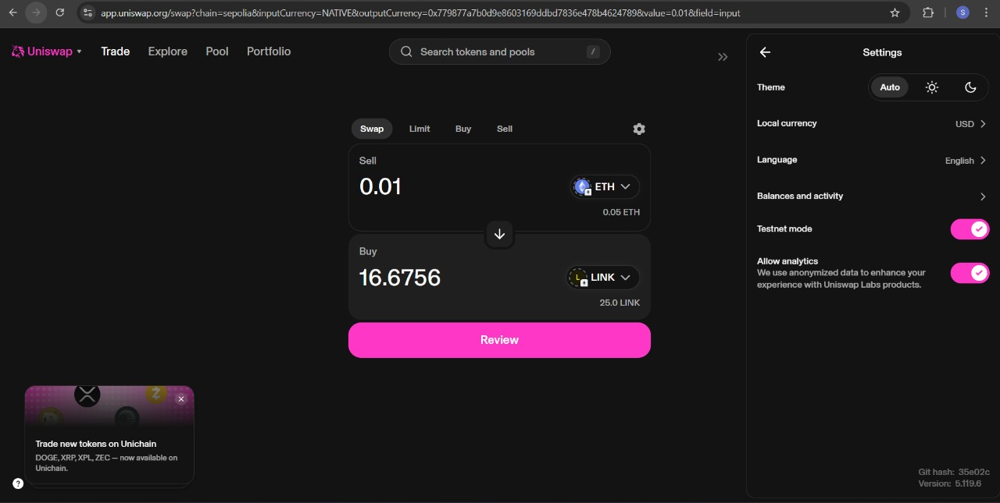 app.uniswap.org/swap?chain=sepolia&inputCurrency=NATIVE&outputCurrency=0x779877a7b0d9e8603169ddbd7836e478b4624789&value=0.01&field=input
S
Uniswap
Trade
Explore
Pool
Portfolio
Search tokens and pools
/
Swap
Limit
Buy
Sell
Sell
0.01
ETH
0.05 ETH
Buy
16.6756
L
LINK
25.0 LINK
Review
Trade new tokens on Unichain
DOGE, XRP, XPL, ZEC — now available on
Unichain.
?
Settings
Theme
Auto
Local currency
USD
Language
English
Balances and activity
Testnet mode
Allow analytics
We use anonymized data to enhance your
experience with Uniswap Labs products.
Git hash: 35e02c
Version: 5.119.6